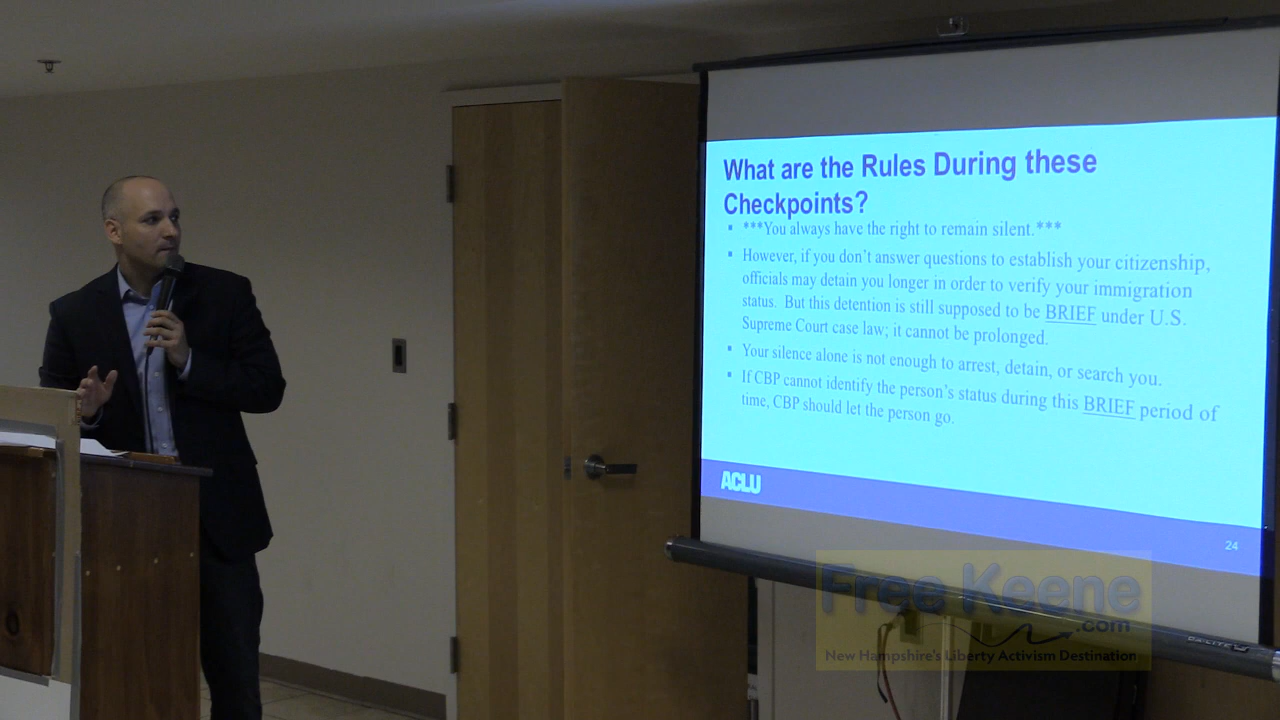 What are the Rules During these
Checkpoints?
▪ ***You always have the right to remain silent.***
▪ However, if you don't answer questions to establish your citizenship,
officials may detain you longer in order to verify your immigration
status. But this detention is still supposed to be BRIEF under U.S.
Supreme Court case law; it cannot be prolonged.
▪ Your silence alone is not enough to arrest, detain, or search you.
▪ If CBP cannot identify the person's status during this BRIEF period of
time, CBP should let the person go.
ACLU
24
Free Keene
.com
New Hampshire's Liberty Activism Destination